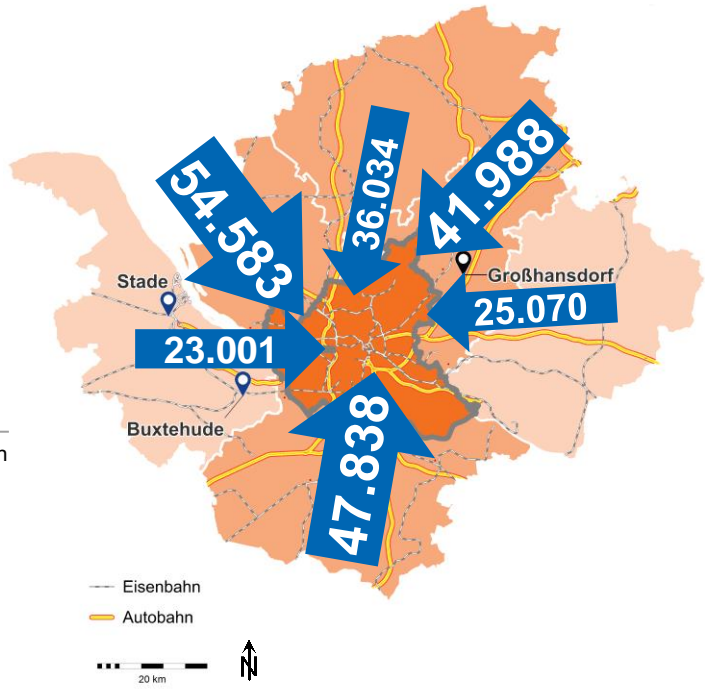 36.034
41.988
54.583
Großhansdorf
Stade
25.070
23.001
Buxtehude
47.838
n
Eisenbahn
Autobahn
20 km
N